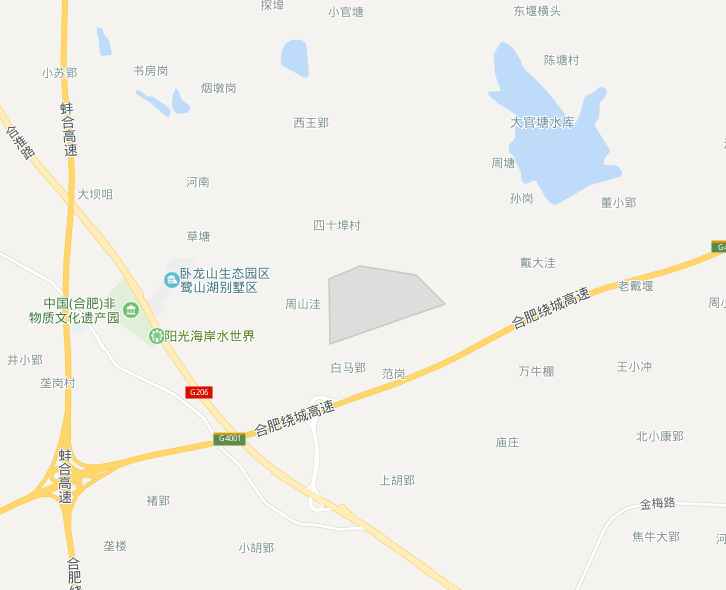 探埠
小官塘
东堰横头
小苏郢
书房岗
烟墩岗
陈塘村
蚌合高速
合淮路
西王郢
大官塘水库
周塘
大坝咀
河南
孙岗
董小郢
草塘
四十埠村
G4
卧龙山生态园区
鹭山湖别墅区
戴大洼
老戴堰
中国(合肥)非
物质文化遗产园
周山洼
合肥绕城高速
周小
阳光海岸水世界
井小郢
垄岗村
白马郢
范岗
万牛棚
王小冲
G206
合肥绕城高速
G4001
庙庄
北小康郢
蚌合高速
上胡郢
褚郢
金梅路
垄楼
小胡郢
焦牛大郢
河
合肥绕